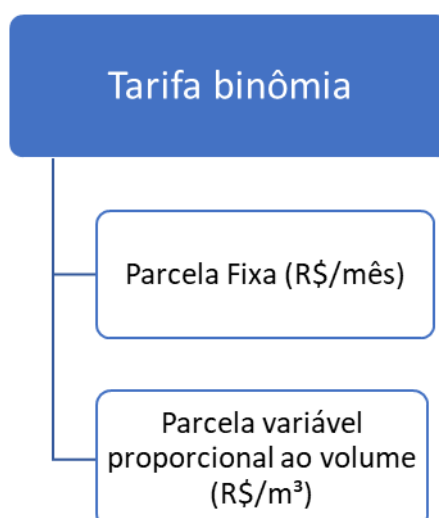 Tarifa binômia
Parcela Fixa (R$/mês)
Parcela variável
proporcional ao volume
(R$/m³)